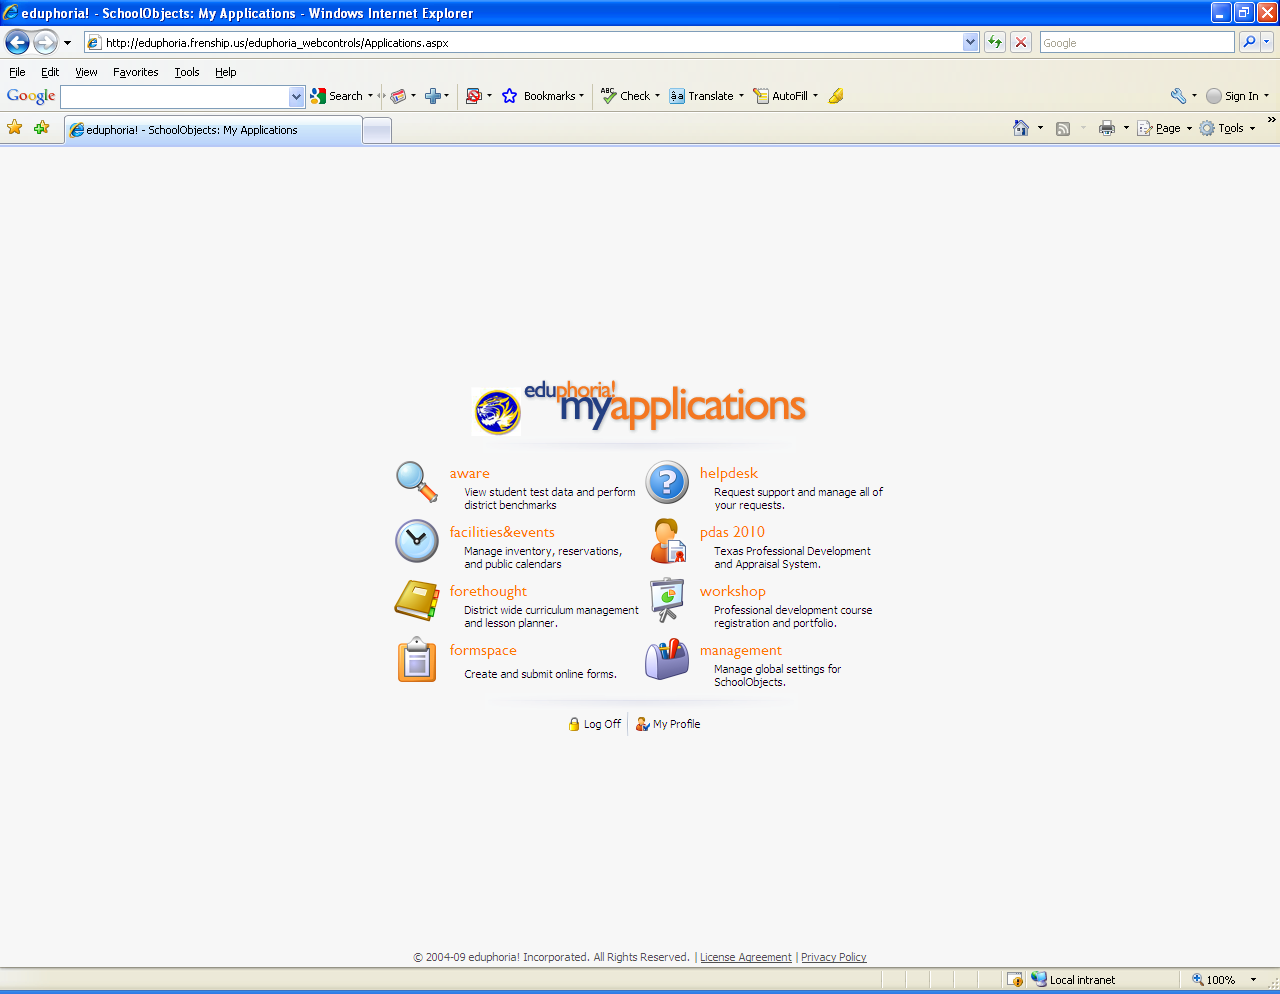 eduphoria! - SchoolObjects: My Applications - Windows Internet Explorer
http://eduphoria.frenship.us/eduphoria_webcontrols/Applications.aspx
Google
File Edit View Favorites Tools Help
Google Search Bookmarks Check Translate AutoFill Sign In
eduphoria! - SchoolObjects: My Applications
Page Tools
eduphoria!
myapplications
aware
View student test data and perform
district benchmarks
helpdesk
Request support and manage all of
your requests.
facilities&events
Manage inventory, reservations,
and public calendars
pdas 2010
Texas Professional Development
and Appraisal System.
forethought
District wide curriculum management
and lesson planner.
workshop
Professional development course
registration and portfolio.
formspace
Create and submit online forms.
management
Manage global settings for
SchoolObjects.
Log Off My Profile
© 2004-09 eduphoria! Incorporated. All Rights Reserved. | License Agreement | Privacy Policy
Local intranet 100%